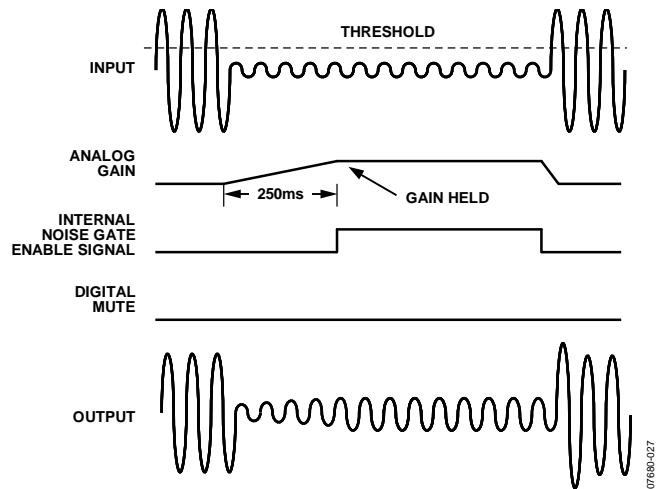 THRESHOLD
INPUT
ANALOG
GAIN
250ms
GAIN HELD
INTERNAL
NOISE GATE
ENABLE SIGNAL
DIGITAL
MUTE
OUTPUT
07680-027